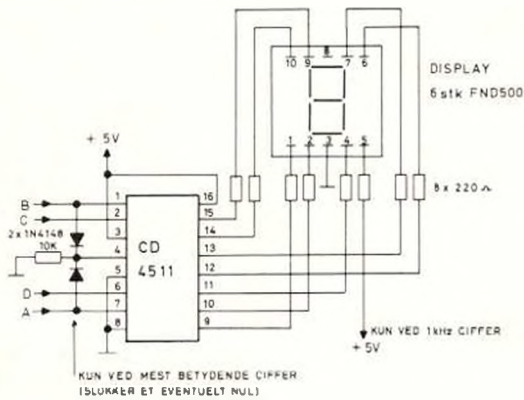 10 9 8 7 6
DISPLAY
6 stk FND500
1 2 3 4 5
+ 5V
8 x 220 Ω
B
C
2 x 1N4148
10K
D
A
1
2
3
4
5
6
7
8
CD
4511
16
15
14
13
12
11
10
9
KUN VED 1kHz CIFFER
+ 5V
KUN VED MEST BETYDENDE CIFFER
(SLUKKER ET EVENTUELT NUL)